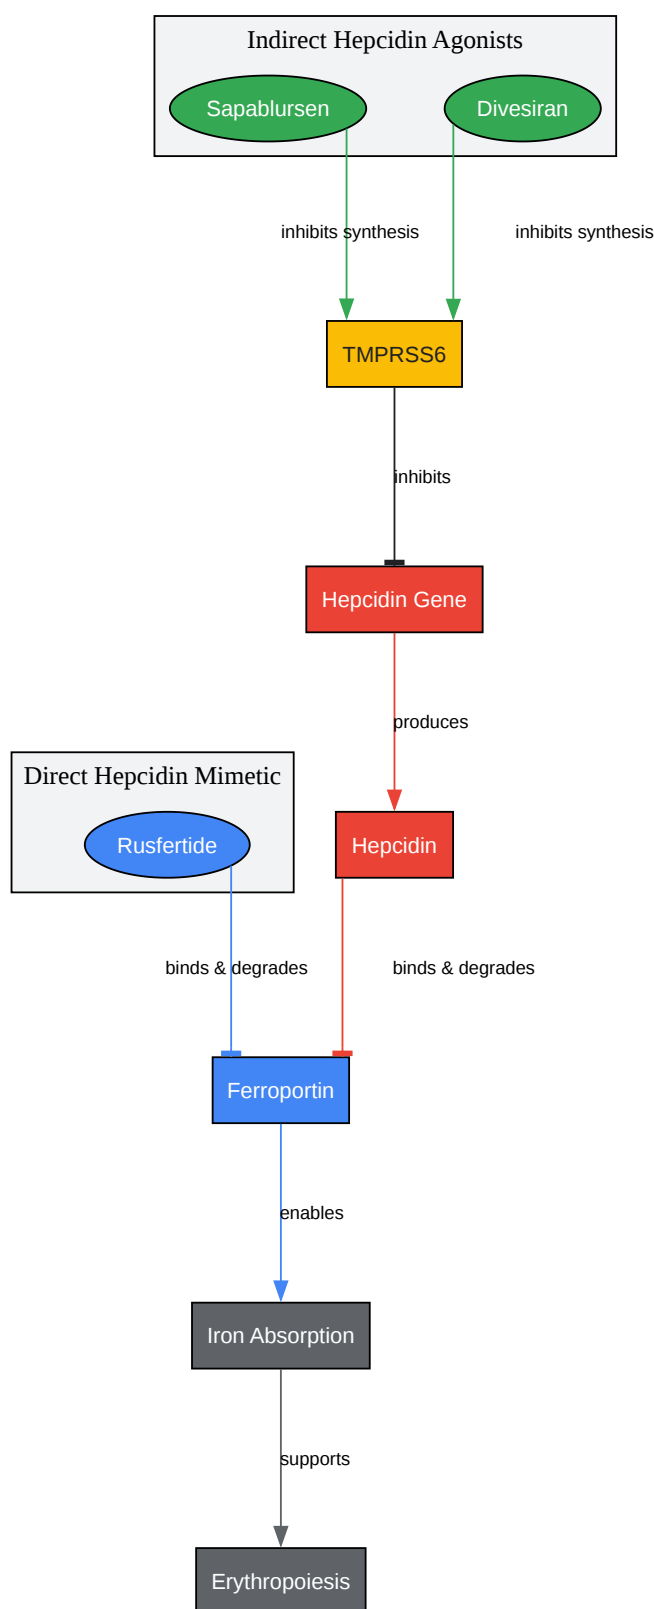 Indirect Hepcidin Agonists
Sapablursen
Divesiran
inhibits synthesis
inhibits synthesis
TMPRSS6
inhibits
Hepcidin Gene
produces
Direct Hepcidin Mimetic
Rusfertide
Hepcidin
binds & degrades
binds & degrades
Ferroportin
enables
Iron Absorption
supports
Erythropoiesis